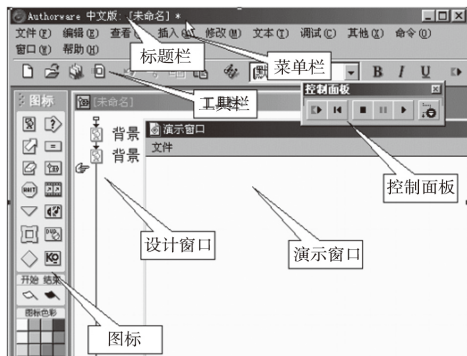 Authorware 中文版: [未命名] *
文件(F) 编辑(E) 查看(V) 插入(I) 修改(M) 文本(T) 调试(C) 其他(X) 命令(O)
窗口(W) 帮助(H)
标题栏
菜单栏
工具栏
B I U
控制面板
图标
[未命名]
背景
演示窗口
背景
文件
控制面板
设计窗口
演示窗口
WAIT
DVD
KO
开始 结束
图标色彩
图标